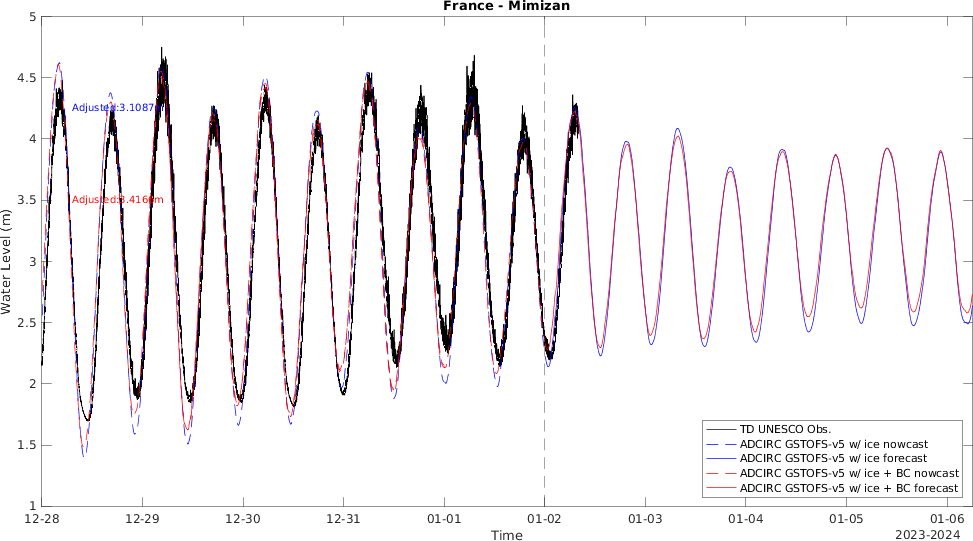 France - Mimizan
5
4.5
4
3.5
3
2.5
2
1.5
1
Water Level (m)
Adjusted:3.1087m
Adjusted:3.4160m
12-28
12-29
12-30
12-31
01-01
01-02
01-03
01-04
01-05
01-06
Time
2023-2024
TD UNESCO Obs.
ADCIRC GSTOFS-v5 w/ ice nowcast
ADCIRC GSTOFS-v5 w/ ice forecast
ADCIRC GSTOFS-v5 w/ ice + BC nowcast
ADCIRC GSTOFS-v5 w/ ice + BC forecast